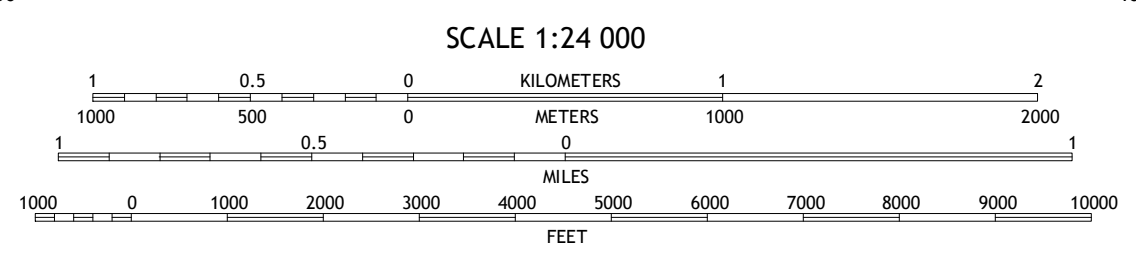 SCALE 1:24 000
1 0.5 0 KILOMETERS 1 2
1000 500 0 METERS 1000 2000
1 0.5 0 1
MILES
1000 0 1000 2000 3000 4000 5000 6000 7000 8000 9000 10000
FEET